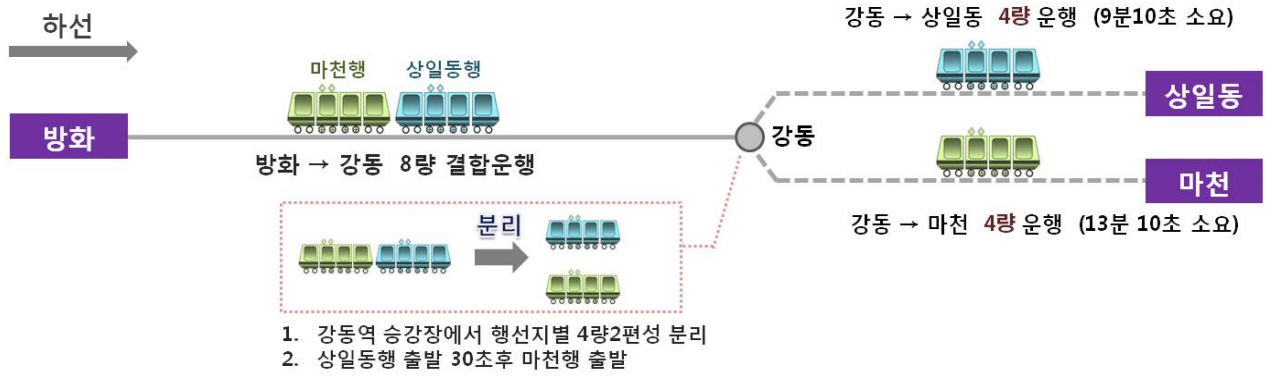 하선
강동 → 상일동 4량 운행 (9분10초 소요)
마천행 상일동행
상일동
방화
강동
방화 → 강동 8량 결합운행
마천
분리
강동 → 마천 4량 운행 (13분 10초 소요)
1. 강동역 승강장에서 행선지별 4량2편성 분리
2. 상일동행 출발 30초후 마천행 출발